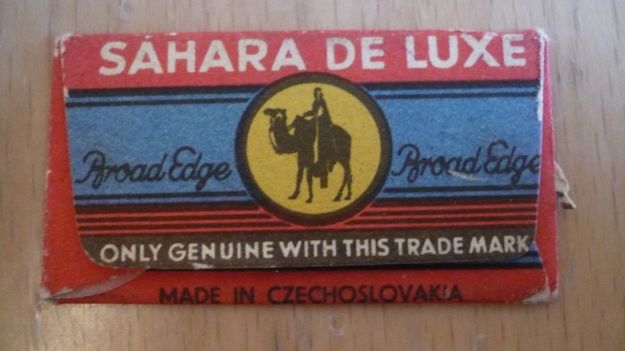 SAHARA DE LUXE
Broad Edge Broad Edge
ONLY GENUINE WITH THIS TRADE MARK
MADE IN CZECHOSLOVAKIA